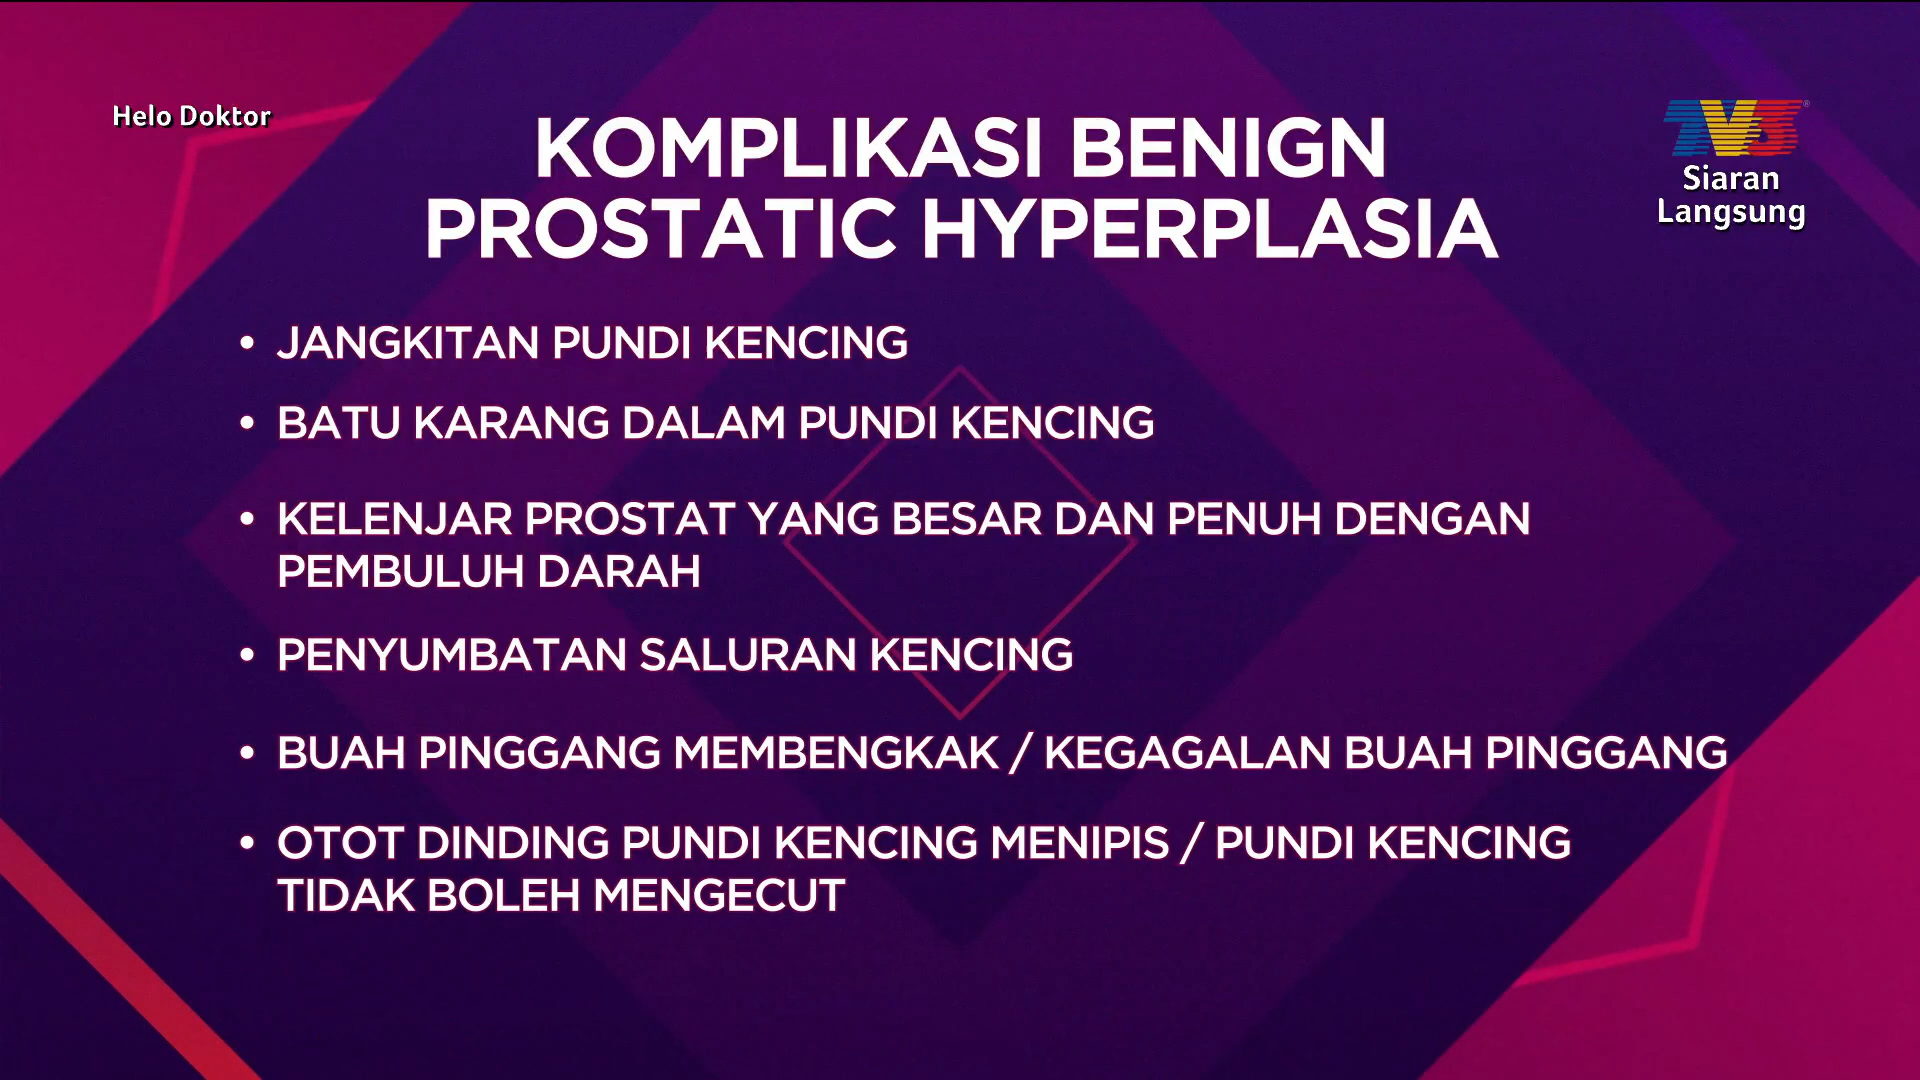 Helo Doktor
KOMPLIKASI BENIGN
PROSTATIC HYPERPLASIA
TV3
Siaran
Langsung
• JANGKITAN PUNDI KENCING
• BATU KARANG DALAM PUNDI KENCING
• KELENJAR PROSTAT YANG BESAR DAN PENUH DENGAN
PEMBULUH DARAH
• PENYUMBATAN SALURAN KENCING
• BUAH PINGGANG MEMBENGKAK / KEGAGALAN BUAH PINGGANG
• OTOT DINDING PUNDI KENCING MENIPIS / PUNDI KENCING
TIDAK BOLEH MENGECUT